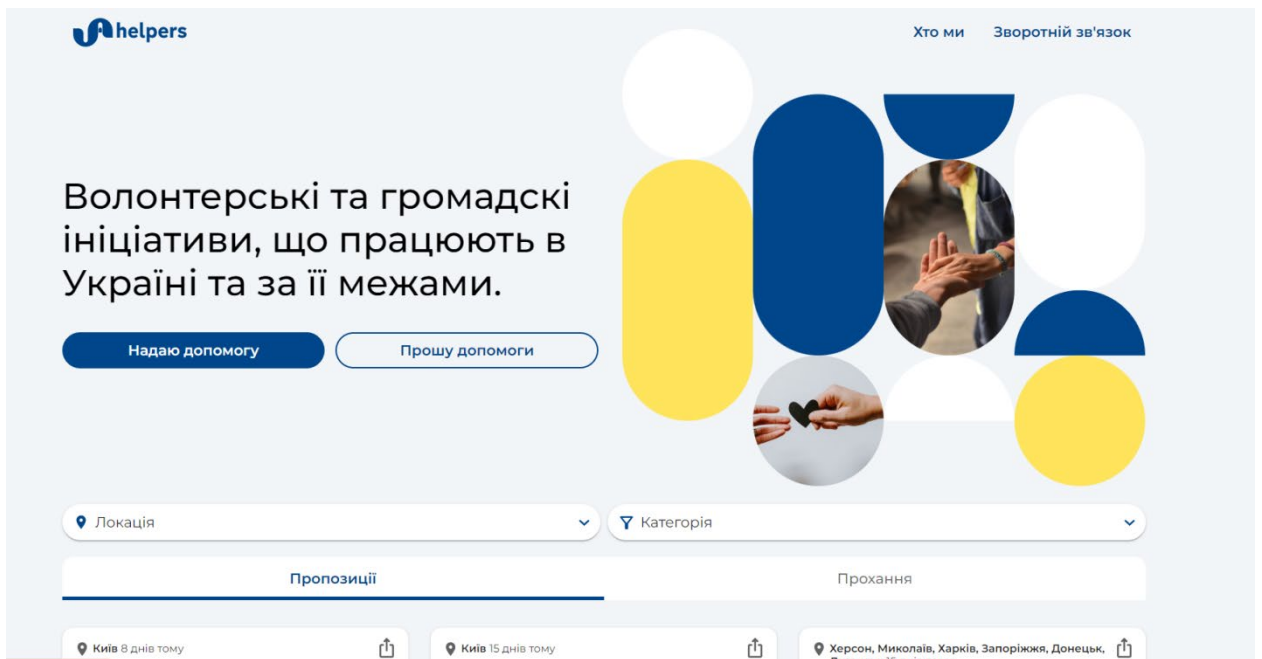 UA helpers
Хто ми
Зворотній зв'язок
Волонтерські та громадскі
ініціативи, що працюють в
Україні та за її межами.
Надаю допомогу
Прошу допомоги
Локація
Категорія
Пропозиції
Прохання
Київ 8 днів тому
Київ 15 днів тому
Херсон, Миколаїв, Харків, Запоріжжя, Донецьк,